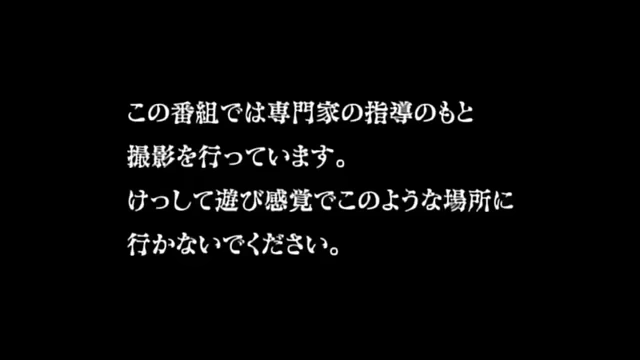 この番組では専門家の指導のもと
撮影を行っています。
けっして遊び感覚でこのような場所に
行かないでください。